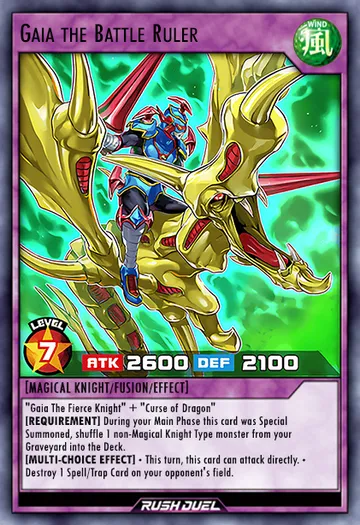 GAIA THE BATTLE RULER
WIND
風
LEVEL
7
ATK 2600 DEF 2100
[MAGICAL KNIGHT/FUSION/EFFECT]
"Gaia The Fierce Knight" + "Curse of Dragon"
[REQUIREMENT] During your Main Phase this card was Special
Summoned, shuffle 1 non-Magical Knight Type monster from your
Graveyard into the Deck.
[MULTI-CHOICE EFFECT] • This turn, this card can attack directly. •
Destroy 1 Spell/Trap Card on your opponent's field.
RUSH DUEL